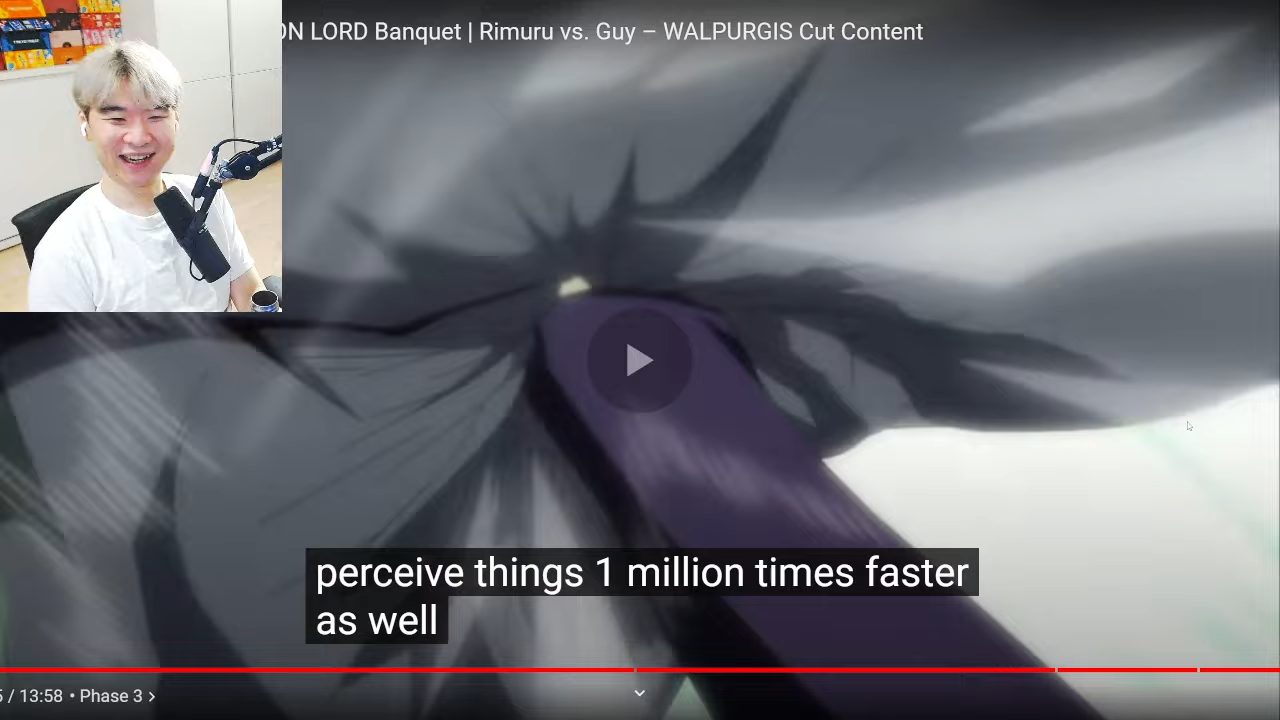 ON LORD Banquet | Rimuru vs. Guy – WALPURGIS Cut Content
perceive things 1 million times faster
as well
/ 13:58 • Phase 3 ›